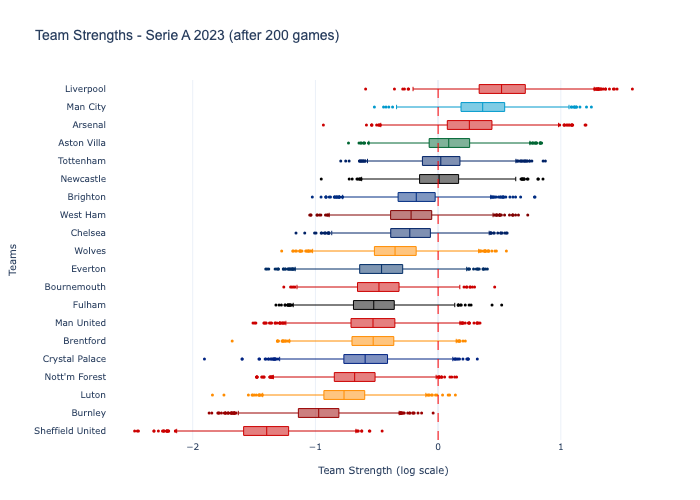 Team Strengths - Serie A 2023 (after 200 games)
Liverpool
Man City
Arsenal
Aston Villa
Tottenham
Newcastle
Brighton
West Ham
Chelsea
Wolves
Everton
Bournemouth
Fulham
Man United
Brentford
Crystal Palace
Nott'm Forest
Luton
Burnley
Sheffield United
Teams
−2 −1 0 1
Team Strength (log scale)